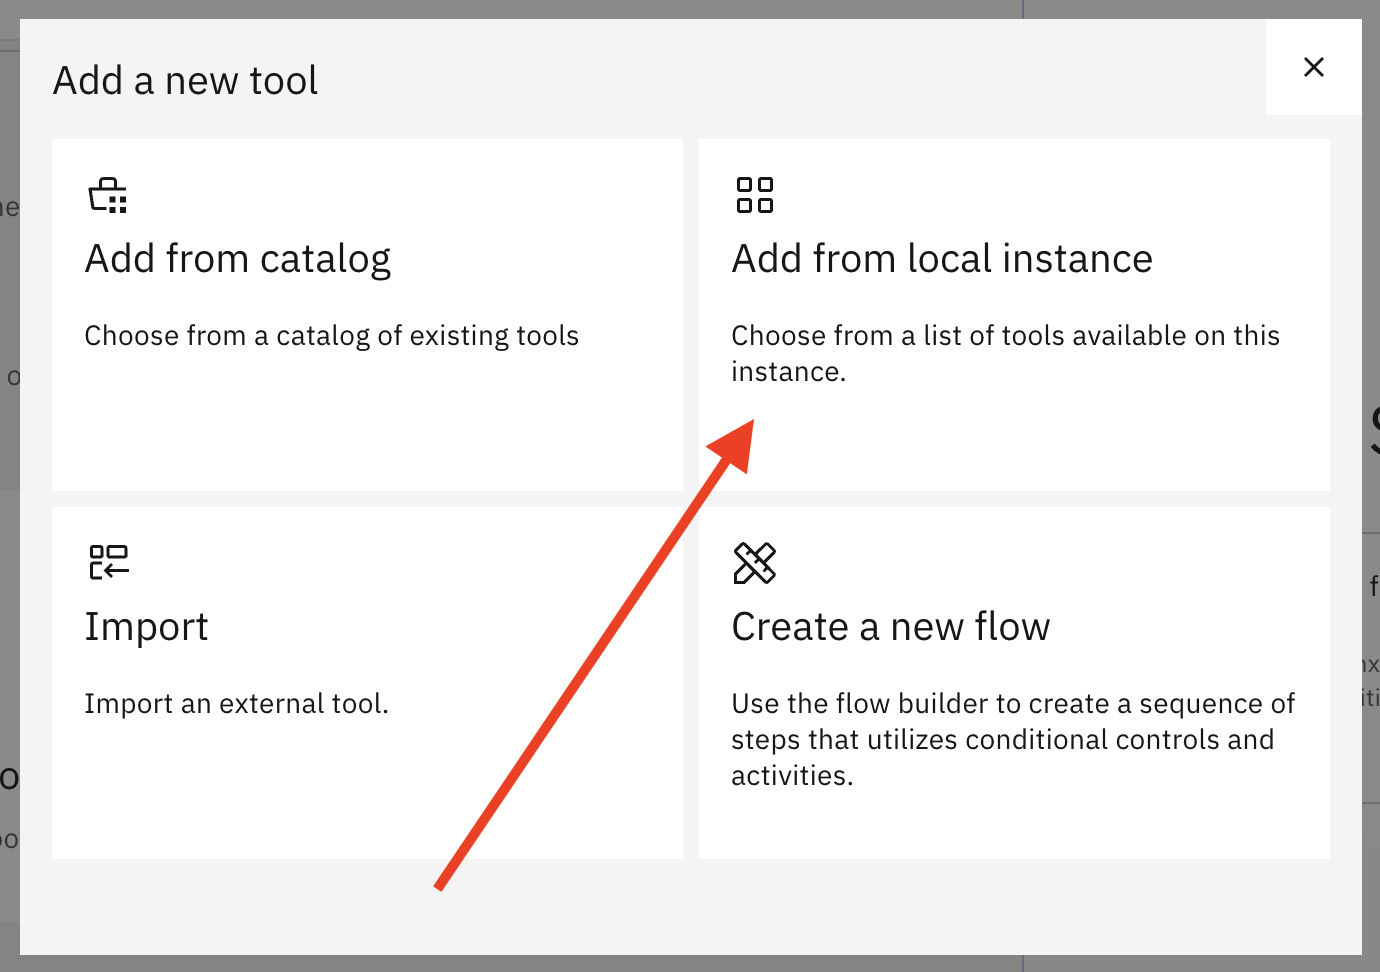 Add a new tool
Add from catalog
Choose from a catalog of existing tools
Add from local instance
Choose from a list of tools available on this
instance.
Import
Import an external tool.
Create a new flow
Use the flow builder to create a sequence of
steps that utilizes conditional controls and
activities.